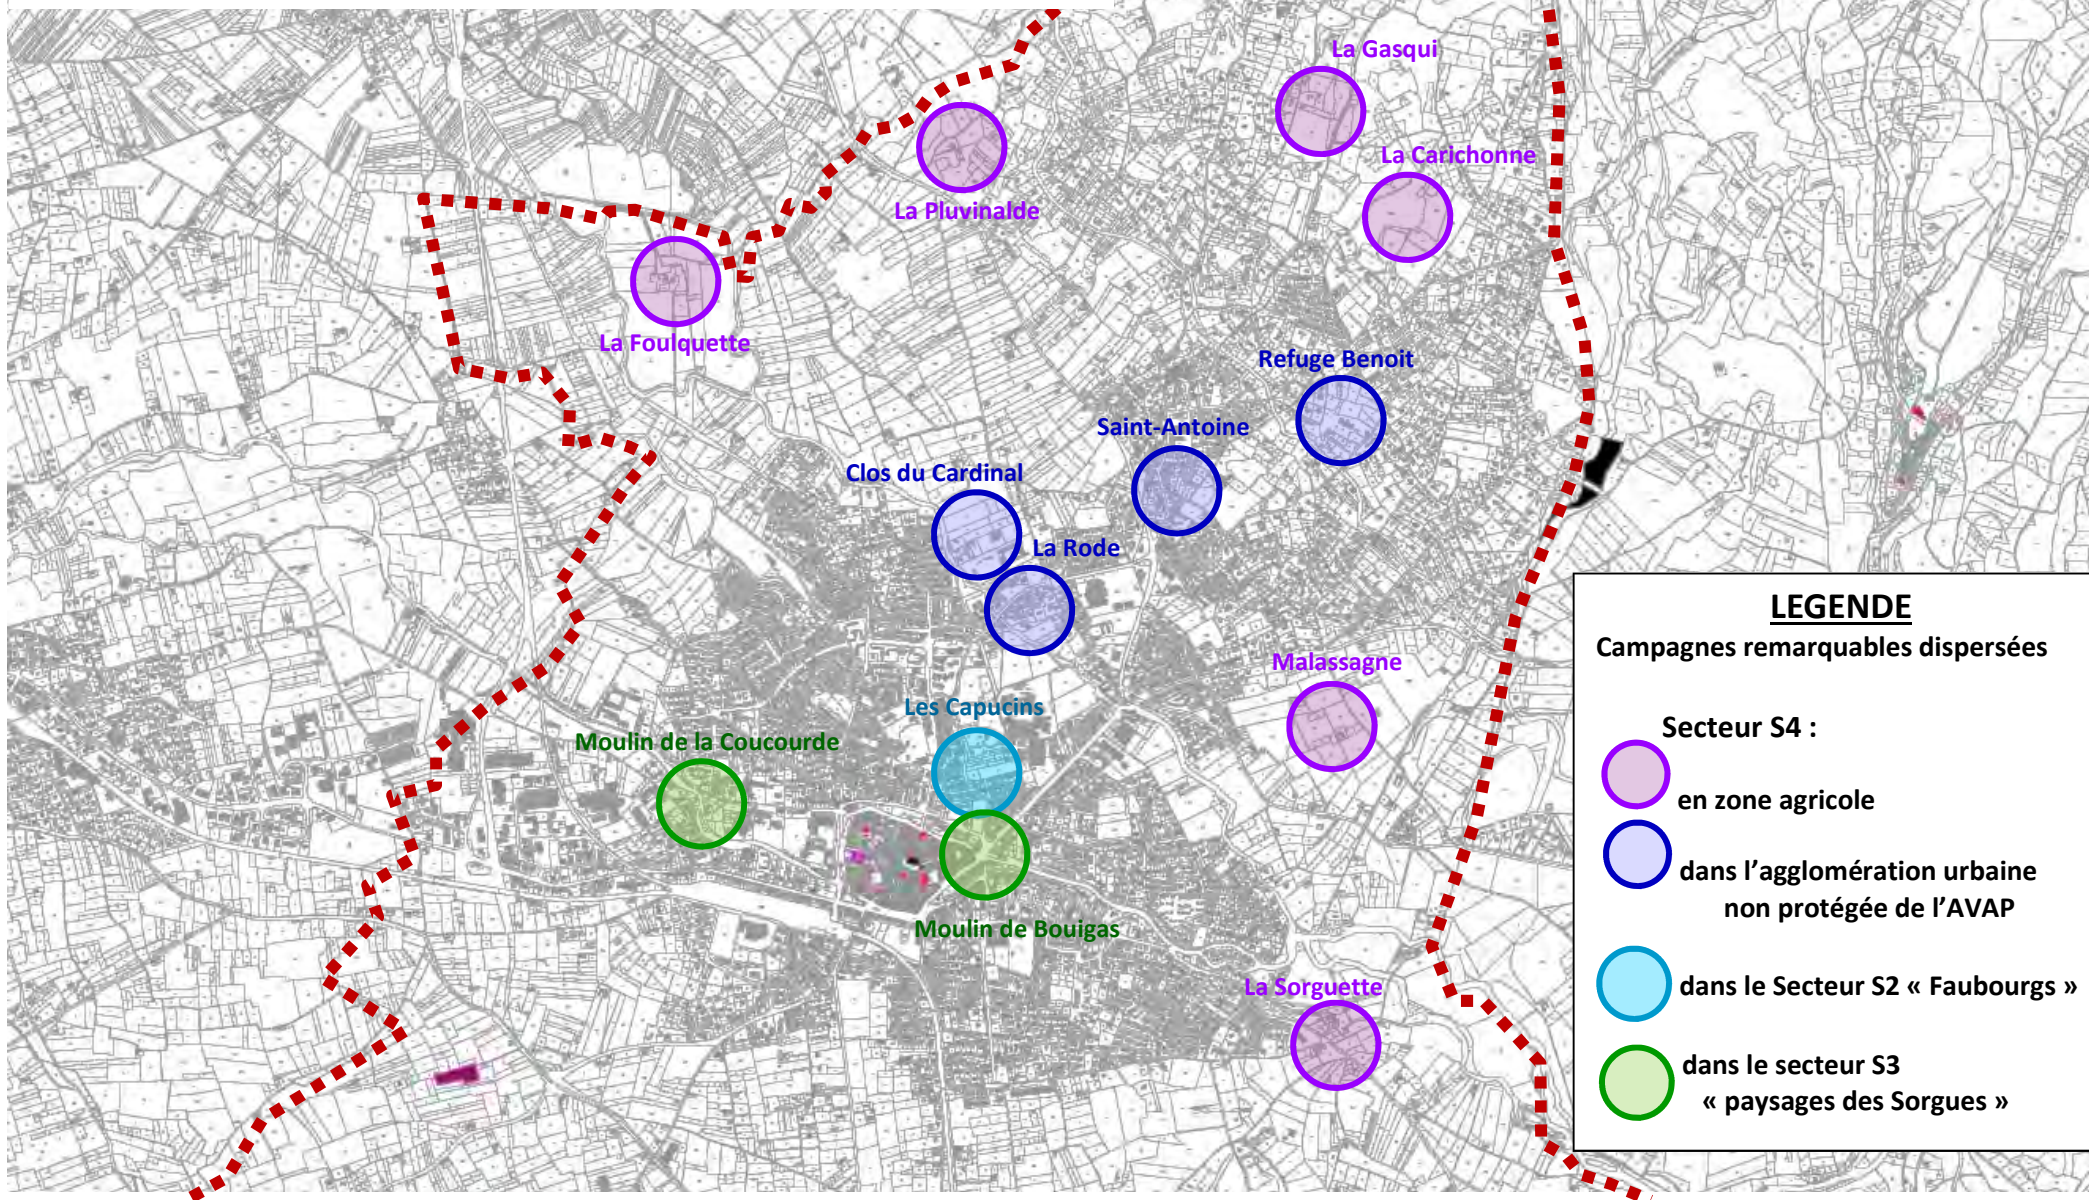 La Gasqui
La Carichonne
La Pluvinalde
La Foulquette
Refuge Benoit
Saint-Antoine
Clos du Cardinal
La Rode
Malassagne
Les Capucins
Moulin de la Coucourde
Moulin de Bouigas
La Sorguette
LEGENDE
Campagnes remarquables dispersées
Secteur S4 :
en zone agricole
dans l’agglomération urbaine
non protégée de l’AVAP
dans le Secteur S2 « Faubourgs »
dans le secteur S3
« paysages des Sorgues »